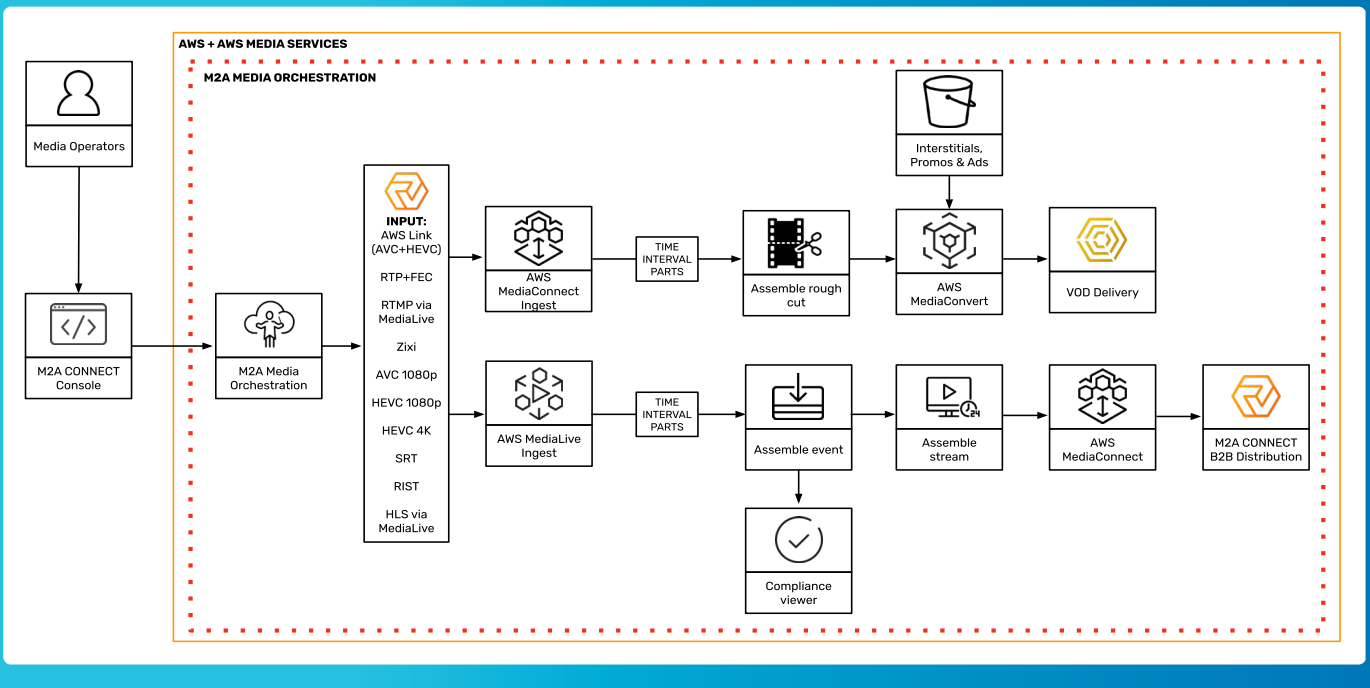 AWS + AWS MEDIA SERVICES
M2A MEDIA ORCHESTRATION
Media Operators
M2A CONNECT
Console
M2A Media
Orchestration
INPUT:
AWS Link
(AVC+HEVC)
RTP+FEC
RTMP via
MediaLive
Zixi
AVC 1080p
HEVC 1080p
HEVC 4K
SRT
RIST
HLS via
MediaLive
AWS
MediaConnect
Ingest
TIME
INTERVAL
PARTS
Assemble rough
cut
Interstitials,
Promos & Ads
AWS
MediaConvert
VOD Delivery
AWS MediaLive
Ingest
TIME
INTERVAL
PARTS
Assemble event
24
Assemble
stream
AWS
MediaConnect
M2A CONNECT
B2B Distribution
Compliance
viewer